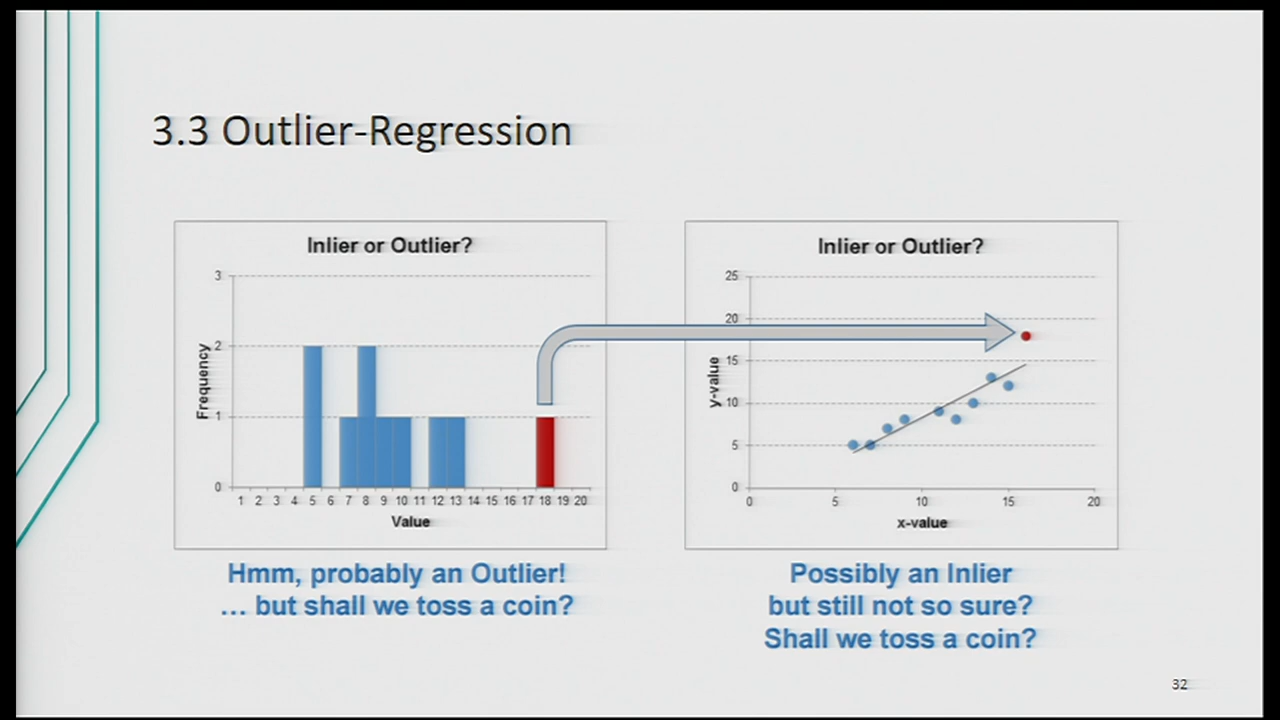 3.3 Outlier-Regression
Inlier or Outlier?
3
2
1
0
Frequency
1 2 3 4 5 6 7 8 9 10 11 12 13 14 15 16 17 18 19 20
Value
Hmm, probably an Outlier!
… but shall we toss a coin?
Inlier or Outlier?
25
20
15
10
5
0
y-value
0 5 10 15 20
x-value
Possibly an Inlier
but still not so sure?
Shall we toss a coin?
32